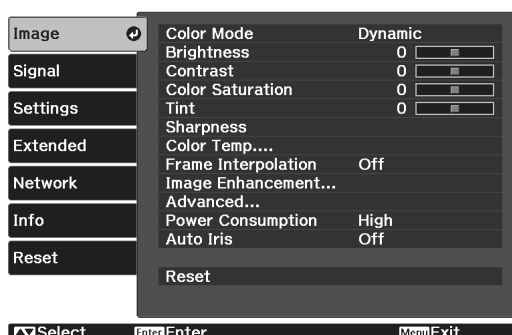 Image
Signal
Settings
Extended
Network
Info
Reset
Color Mode Dynamic
Brightness 0
Contrast 0
Color Saturation 0
Tint 0
Sharpness
Color Temp....
Frame Interpolation Off
Image Enhancement...
Advanced...
Power Consumption High
Auto Iris Off
Reset
Select Enter Enter Menu Exit